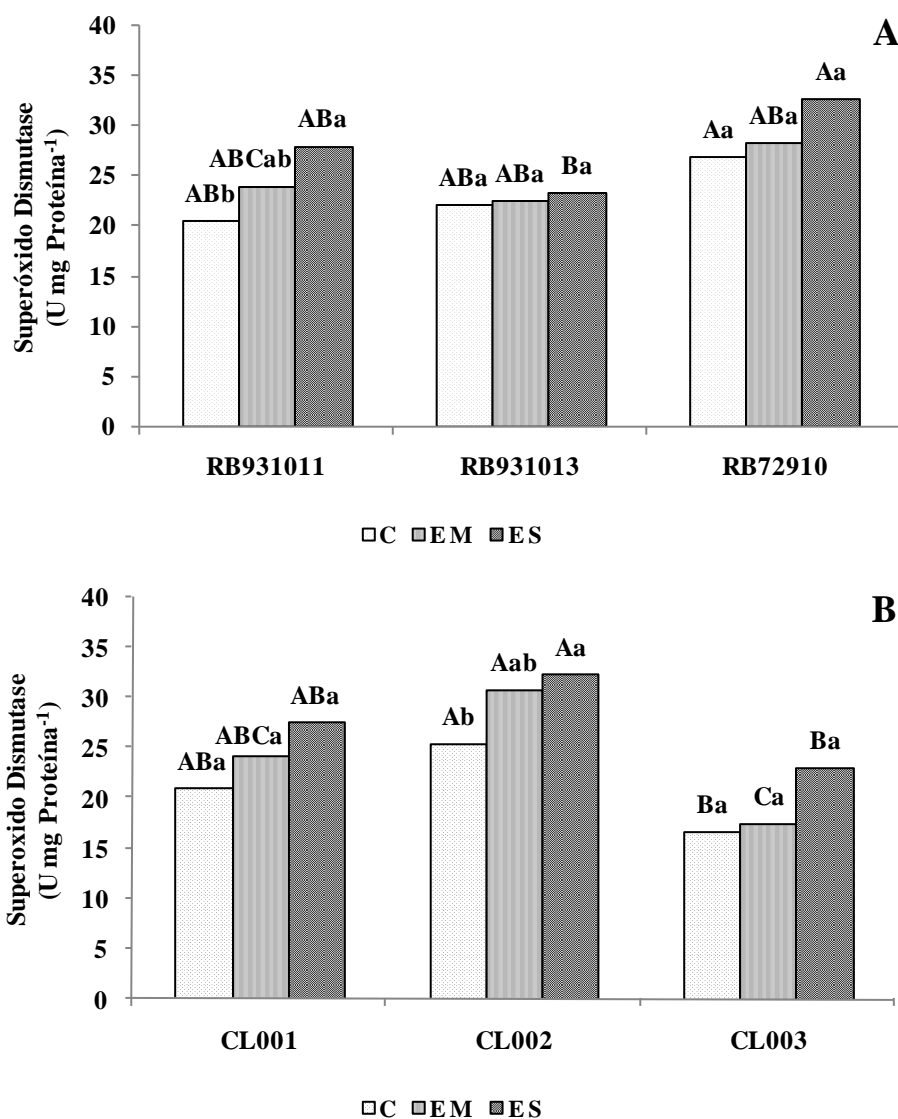 A
Superóxido Dismutase
(U mg Proteína-1)
40
35
30
25
20
15
10
5
0
ABb
ABCab
ABa
ABa
ABa
Ba
Aa
ABa
Aa
RB931011
RB931013
RB72910
C EM ES
B
Superoxido Dismutase
(U mg Proteína-1)
40
35
30
25
20
15
10
5
0
ABa
ABCa
ABa
Ab
Aab
Aa
Ba
Ca
Ba
CL001
CL002
CL003
C EM ES